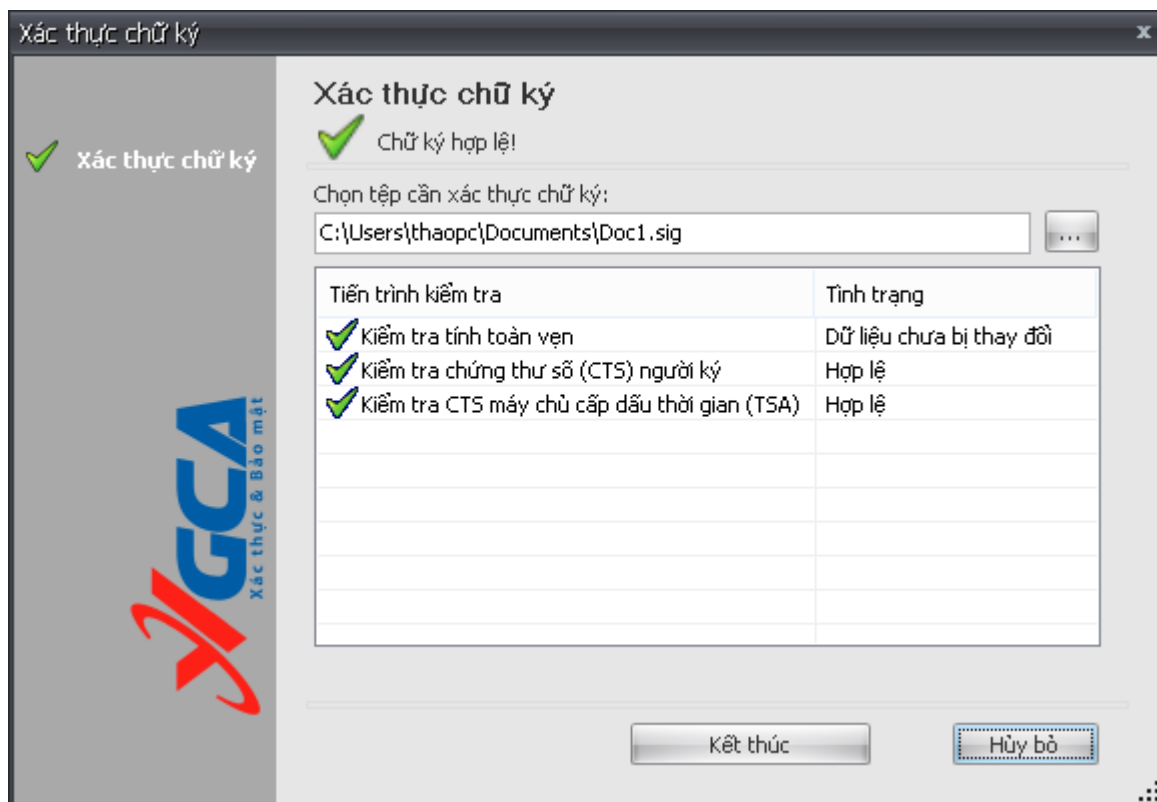 Xác thực chữ ký
x
Xác thực chữ ký
Xác thực chữ ký
Chữ ký hợp lệ!
Chọn tệp cần xác thực chữ ký:
C:\Users\thaopc\Documents\Doc1.sig
...
Tiến trình kiểm tra Tình trạng
Kiểm tra tính toàn vẹn Dữ liệu chưa bị thay đổi
Kiểm tra chứng thư số (CTS) người ký Hợp lệ
Kiểm tra CTS máy chủ cấp dấu thời gian (TSA) Hợp lệ
GCA
Xác thực & Bảo mật
Kết thúc Hủy bỏ